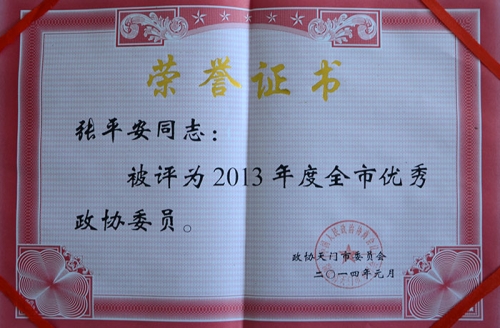 荣誉证书
张平安同志：
被评为2013年度全市优秀
政协委员。
政协天门市委员会
二〇一四年元月